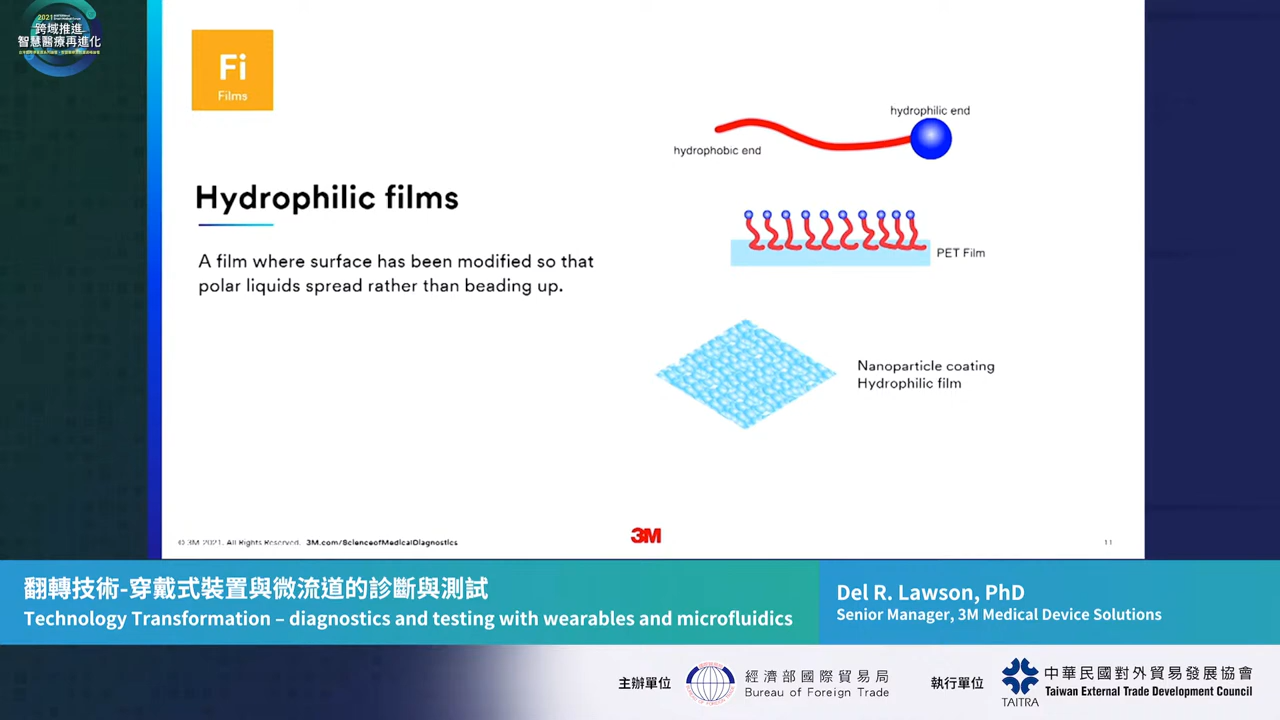 2021
跨域推進
智慧醫療再進化
Fi
Films
Hydrophilic films
A film where surface has been modified so that
polar liquids spread rather than beading up.
hydrophilic end
hydrophobic end
PET Film
Nanoparticle coating
Hydrophilic film
© 3M 2021. All Rights Reserved. 3M.com/ScienceofMedicalDiagnostics
3M
11
翻轉技術-穿戴式裝置與微流道的診斷與測試
Technology Transformation – diagnostics and testing with wearables and microfluidics
Del R. Lawson, PhD
Senior Manager, 3M Medical Device Solutions
主辦單位
經濟部國際貿易局
Bureau of Foreign Trade
執行單位
TAITRA
中華民國對外貿易發展協會
Taiwan External Trade Development Council